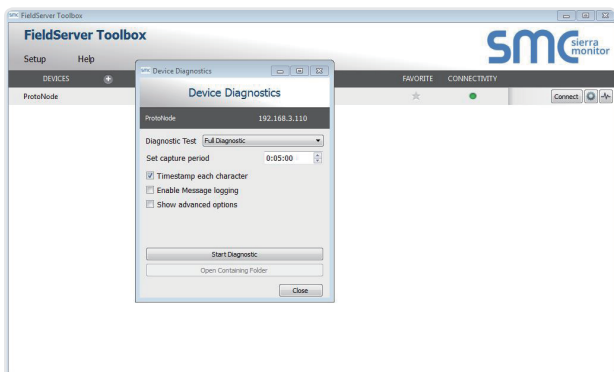 SMC FieldServer Toolbox
FieldServer Toolbox
Setup Help
SMC sierra monitor
DEVICES FAVORITE CONNECTIVITY
ProtoNode Connect
SMC Device Diagnostics
Device Diagnostics
ProtoNode 192.168.3.110
Diagnostic Test Full Diagnostic
Set capture period 0:05:00
Timestamp each character
Enable Message logging
Show advanced options
Start Diagnostic
Open Containing Folder
Close